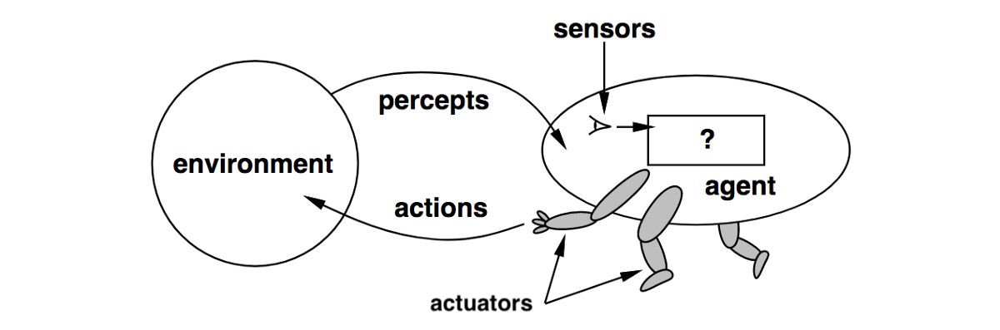 sensors
percepts
environment
?
agent
actions
actuators